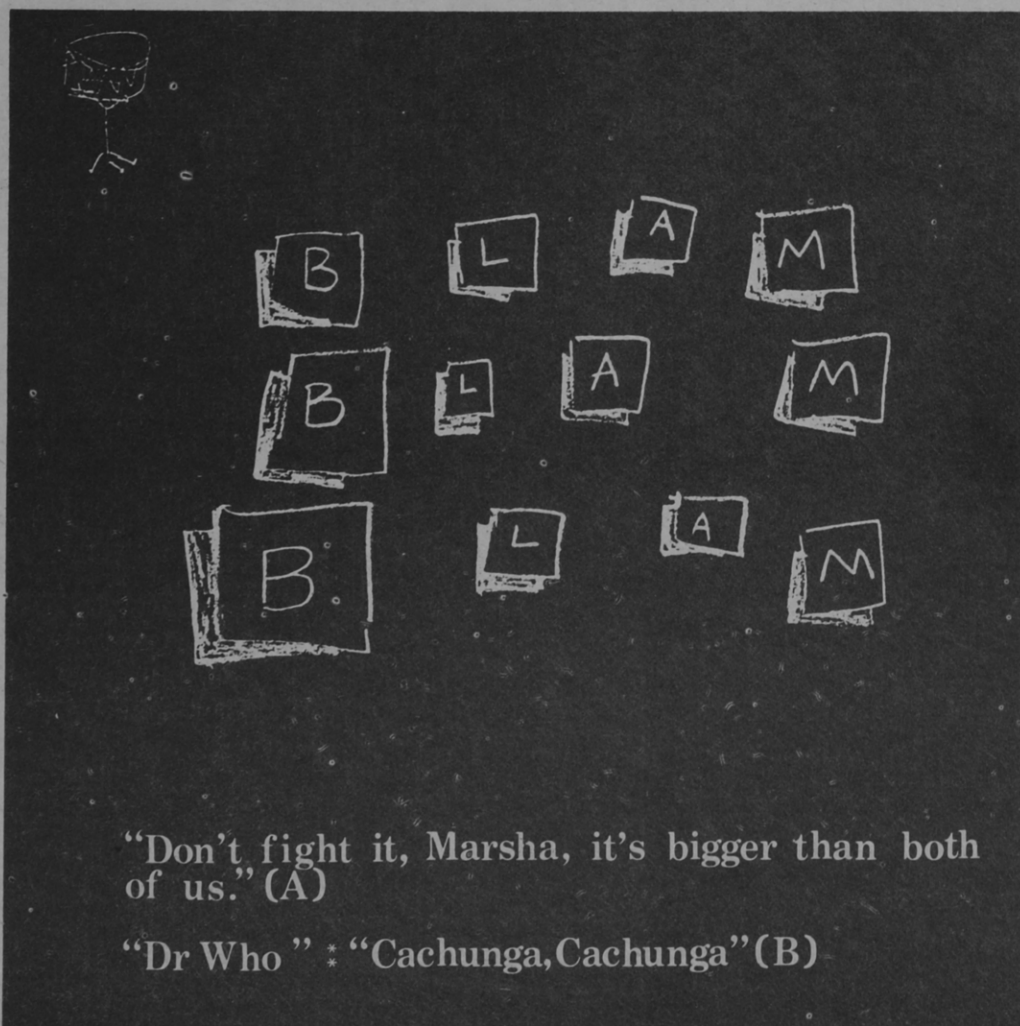 B L A M
B L A M
B L A M
“Don't fight it, Marsha, it's bigger than both
of us.” (A)
“Dr Who ” : “Cachunga, Cachunga” (B)